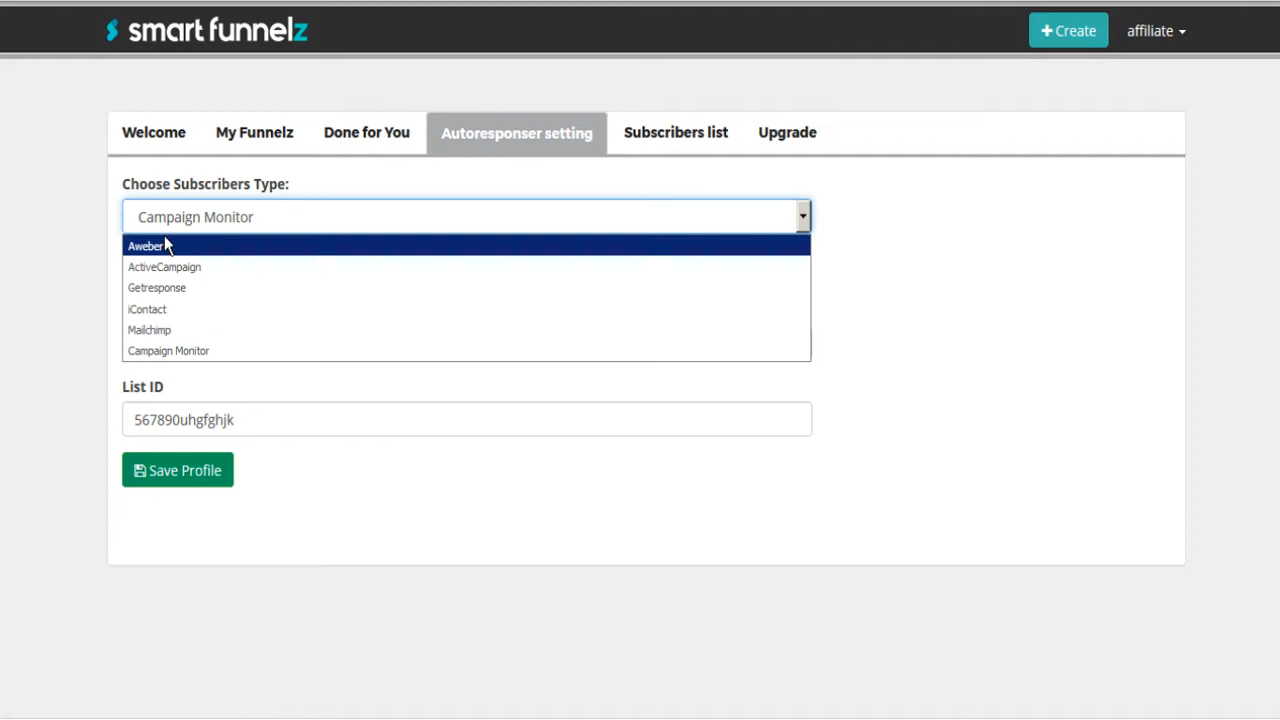 smart funnelz
Create
affiliate
Welcome
My Funnelz
Done for You
Autoresponser setting
Subscribers list
Upgrade
Choose Subscribers Type:
Campaign Monitor
Aweber
ActiveCampaign
Getresponse
iContact
Mailchimp
Campaign Monitor
List ID
567890uhgfghjk
Save Profile